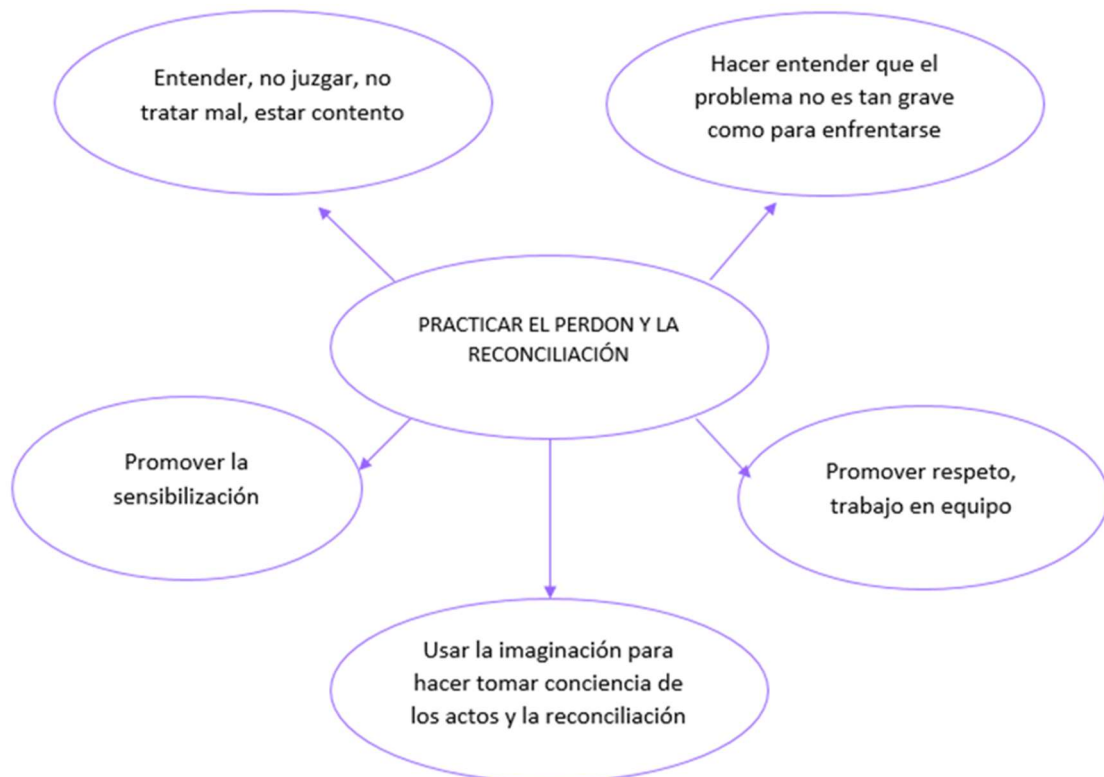 Entender, no juzgar, no
tratar mal, estar contento
Hacer entender que el
problema no es tan grave
como para enfrentarse
PRACTICAR EL PERDON Y LA
RECONCILIACIÓN
Promover la
sensibilización
Promover respeto,
trabajo en equipo
Usar la imaginación para
hacer tomar conciencia de
los actos y la reconciliación